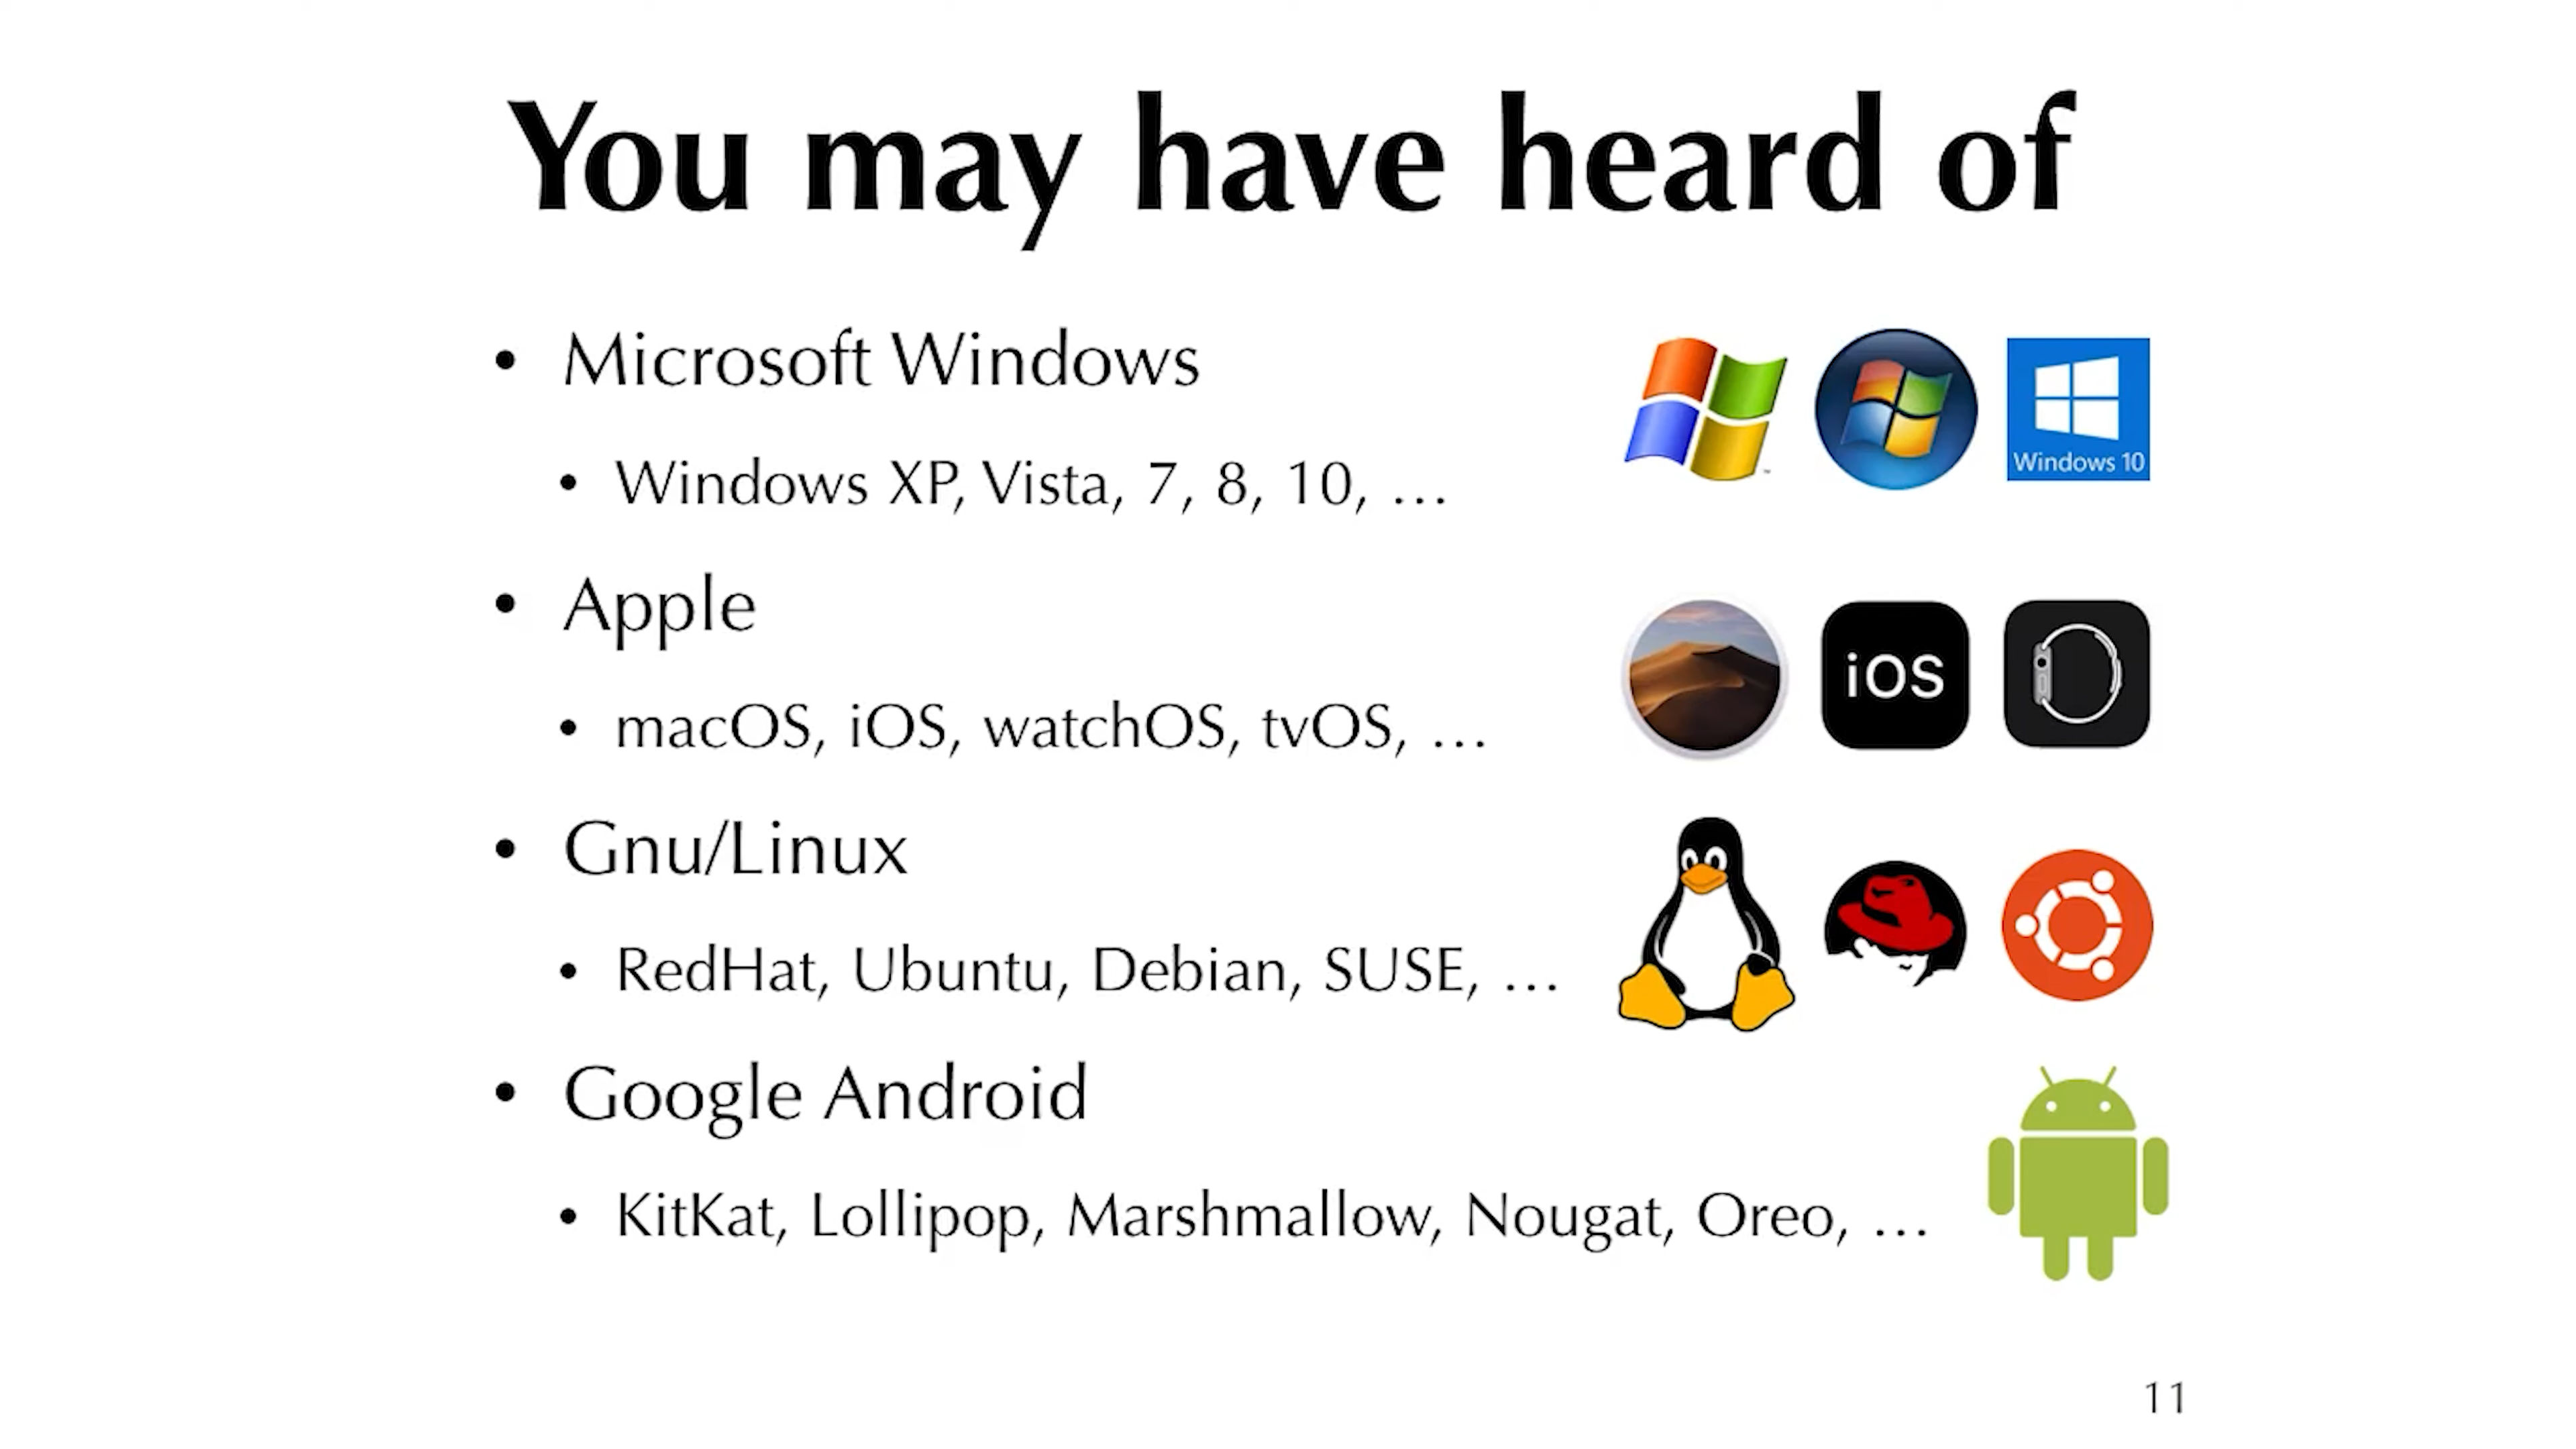 You may have heard of
• Microsoft Windows
• Windows XP, Vista, 7, 8, 10, …
Windows 10
• Apple
• macOS, iOS, watchOS, tvOS, …
iOS
• Gnu/Linux
• RedHat, Ubuntu, Debian, SUSE, …
• Google Android
• KitKat, Lollipop, Marshmallow, Nougat, Oreo, …
11